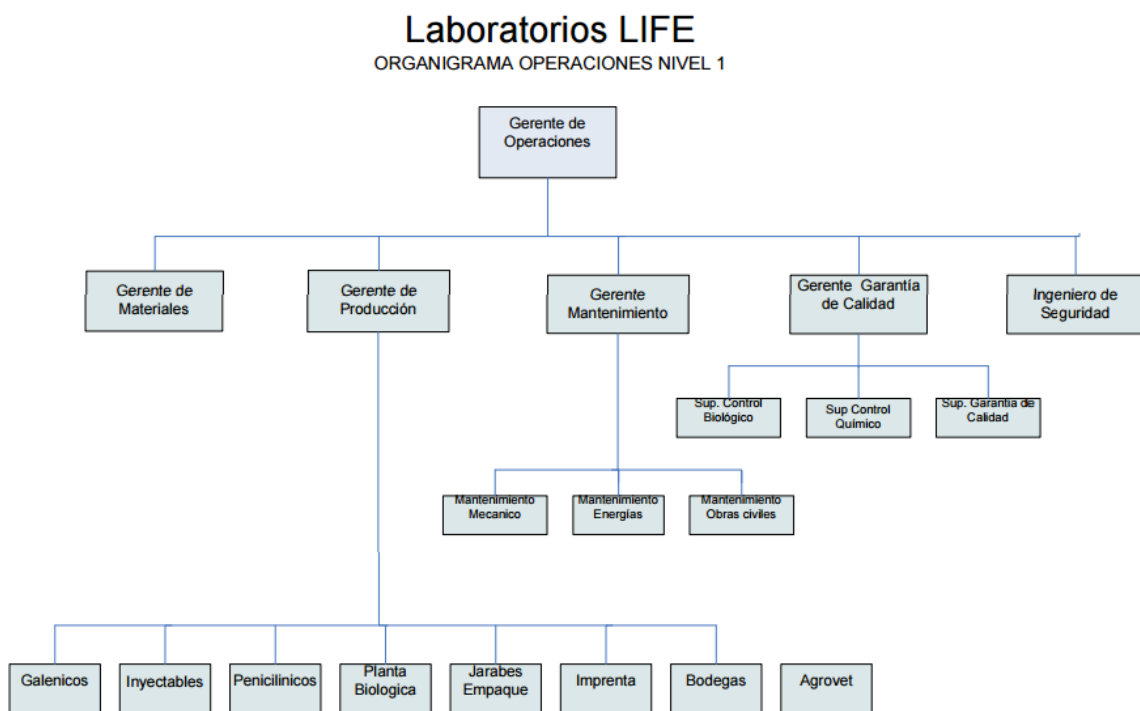 Laboratorios LIFE
ORGANIGRAMA OPERACIONES NIVEL 1
Gerente de
Operaciones
Gerente de
Materiales
Gerente de
Producción
Gerente
Mantenimiento
Gerente Garantía
de Calidad
Ingeniero de
Seguridad
Sup. Control
Biológico
Sup Control
Químico
Sup. Garantía de
Calidad
Mantenimiento
Mecanico
Mantenimiento
Energías
Mantenimiento
Obras civiles
Galenicos
Inyectables
Penicilinicos
Planta
Biologica
Jarabes
Empaque
Imprenta
Bodegas
Agrovet